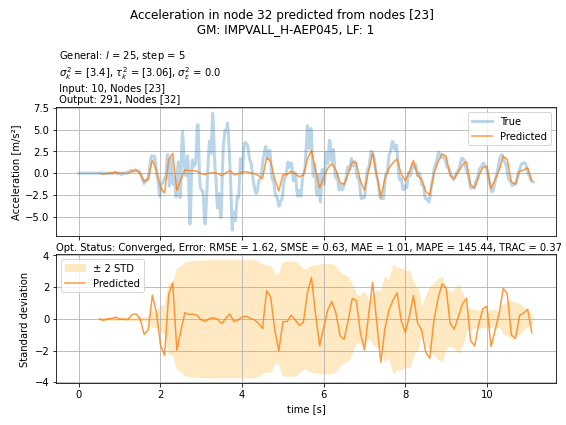 Acceleration in node 32 predicted from nodes [23]
GM: IMPVALL_H-AEP045, LF: 1
General: l = 25, step = 5
σ²ₖ = [3.4], τ²ₖ = [3.06], σ²ε = 0.0
Input: 10, Nodes [23]
Output: 291, Nodes [32]
7.5
5.0
2.5
0.0
−2.5
−5.0
Acceleration [m/s²]
True
Predicted
Opt. Status: Converged, Error: RMSE = 1.62, SMSE = 0.63, MAE = 1.01, MAPE = 145.44, TRAC = 0.37
4
2
0
−2
−4
Standard deviation
± 2 STD
Predicted
0 2 4 6 8 10
time [s]